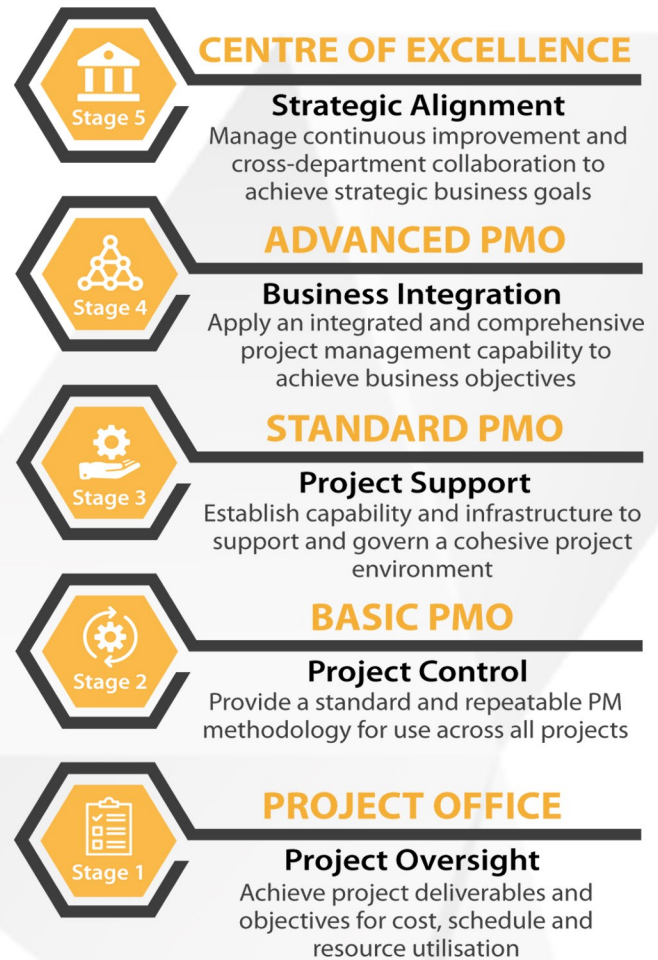 CENTRE OF EXCELLENCE
Stage 5
Strategic Alignment
Manage continuous improvement and
cross-department collaboration to
achieve strategic business goals
ADVANCED PMO
Stage 4
Business Integration
Apply an integrated and comprehensive
project management capability to
achieve business objectives
STANDARD PMO
Stage 3
Project Support
Establish capability and infrastructure to
support and govern a cohesive project
environment
BASIC PMO
Stage 2
Project Control
Provide a standard and repeatable PM
methodology for use across all projects
PROJECT OFFICE
Stage 1
Project Oversight
Achieve project deliverables and
objectives for cost, schedule and
resource utilisation